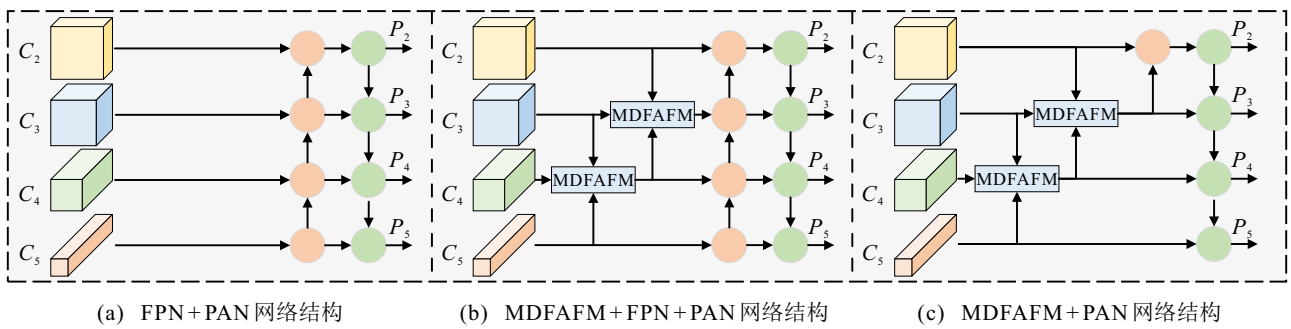 C2 P2 C2 P2 C2 P2
C3 P3 C3 MDFAFM P3 C3 MDFAFM P3
C4 P4 C4 MDFAFM P4 C4 MDFAFM P4
C5 P5 C5 P5 C5 P5
(a) FPN+PAN 网络结构 (b) MDFAFM+FPN+PAN 网络结构 (c) MDFAFM+PAN 网络结构